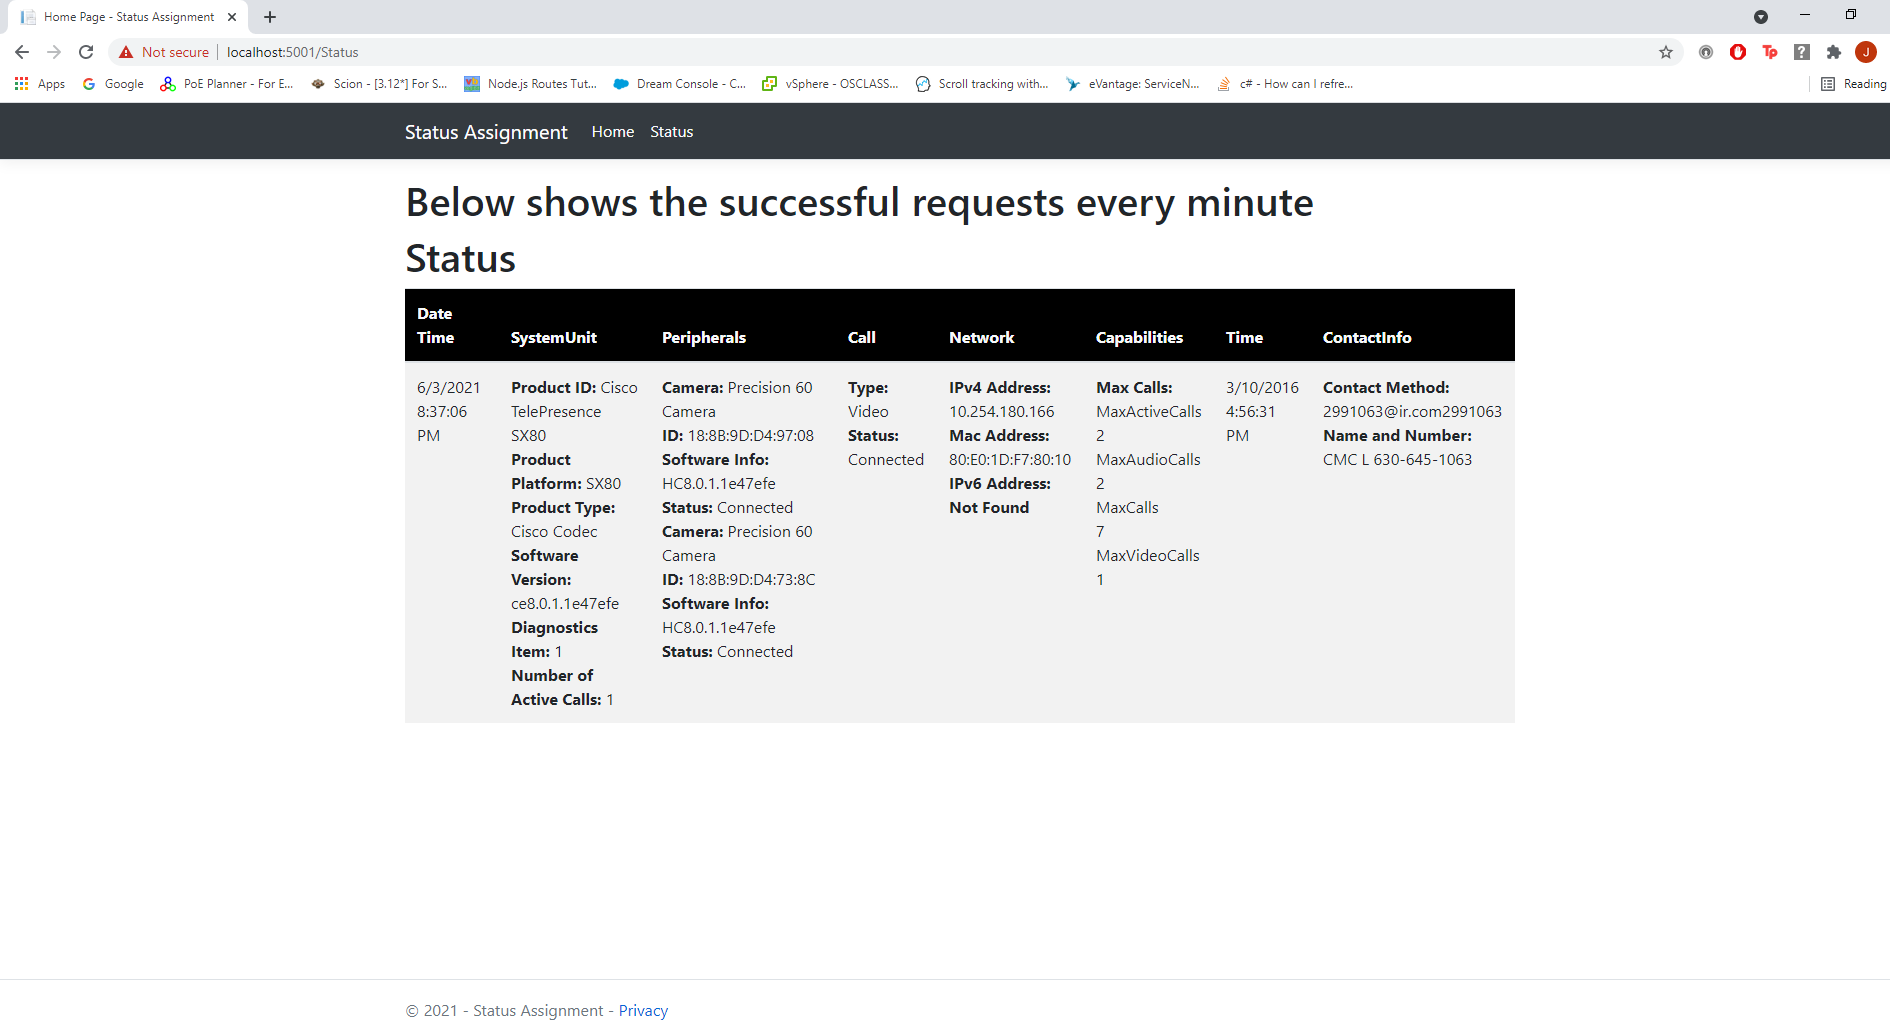 Home Page - Status Assignment
Not secure
localhost:5001/Status
Tp
?
J
Apps
Google
PoE Planner - For E...
Scion - [3.12*] For S...
Node.js Routes Tut...
Dream Console - C...
vSphere - OSCLASS...
Scroll tracking with...
eVantage: ServiceN...
c# - How can I refre...
Reading
Status Assignment
Home
Status
Below shows the successful requests every minute
Status
Date
Time
SystemUnit
Peripherals
Call
Network
Capabilities
Time
ContactInfo
6/3/2021
8:37:06
PM
Product ID: Cisco
TelePresence
SX80
Product
Platform: SX80
Product Type:
Cisco Codec
Software
Version:
ce8.0.1.1e47efe
Diagnostics
Item: 1
Number of
Active Calls: 1
Camera: Precision 60
Camera
ID: 18:8B:9D:D4:97:08
Software Info:
HC8.0.1.1e47efe
Status: Connected
Camera: Precision 60
Camera
ID: 18:8B:9D:D4:73:8C
Software Info:
HC8.0.1.1e47efe
Status: Connected
Type:
Video
Status:
Connected
IPv4 Address:
10.254.180.166
Mac Address:
80:E0:1D:F7:80:10
IPv6 Address:
Not Found
Max Calls:
MaxActiveCalls
2
MaxAudioCalls
2
MaxCalls
7
MaxVideoCalls
1
3/10/2016
4:56:31
PM
Contact Method:
2991063@ir.com2991063
Name and Number:
CMC L 630-645-1063
© 2021 - Status Assignment - Privacy